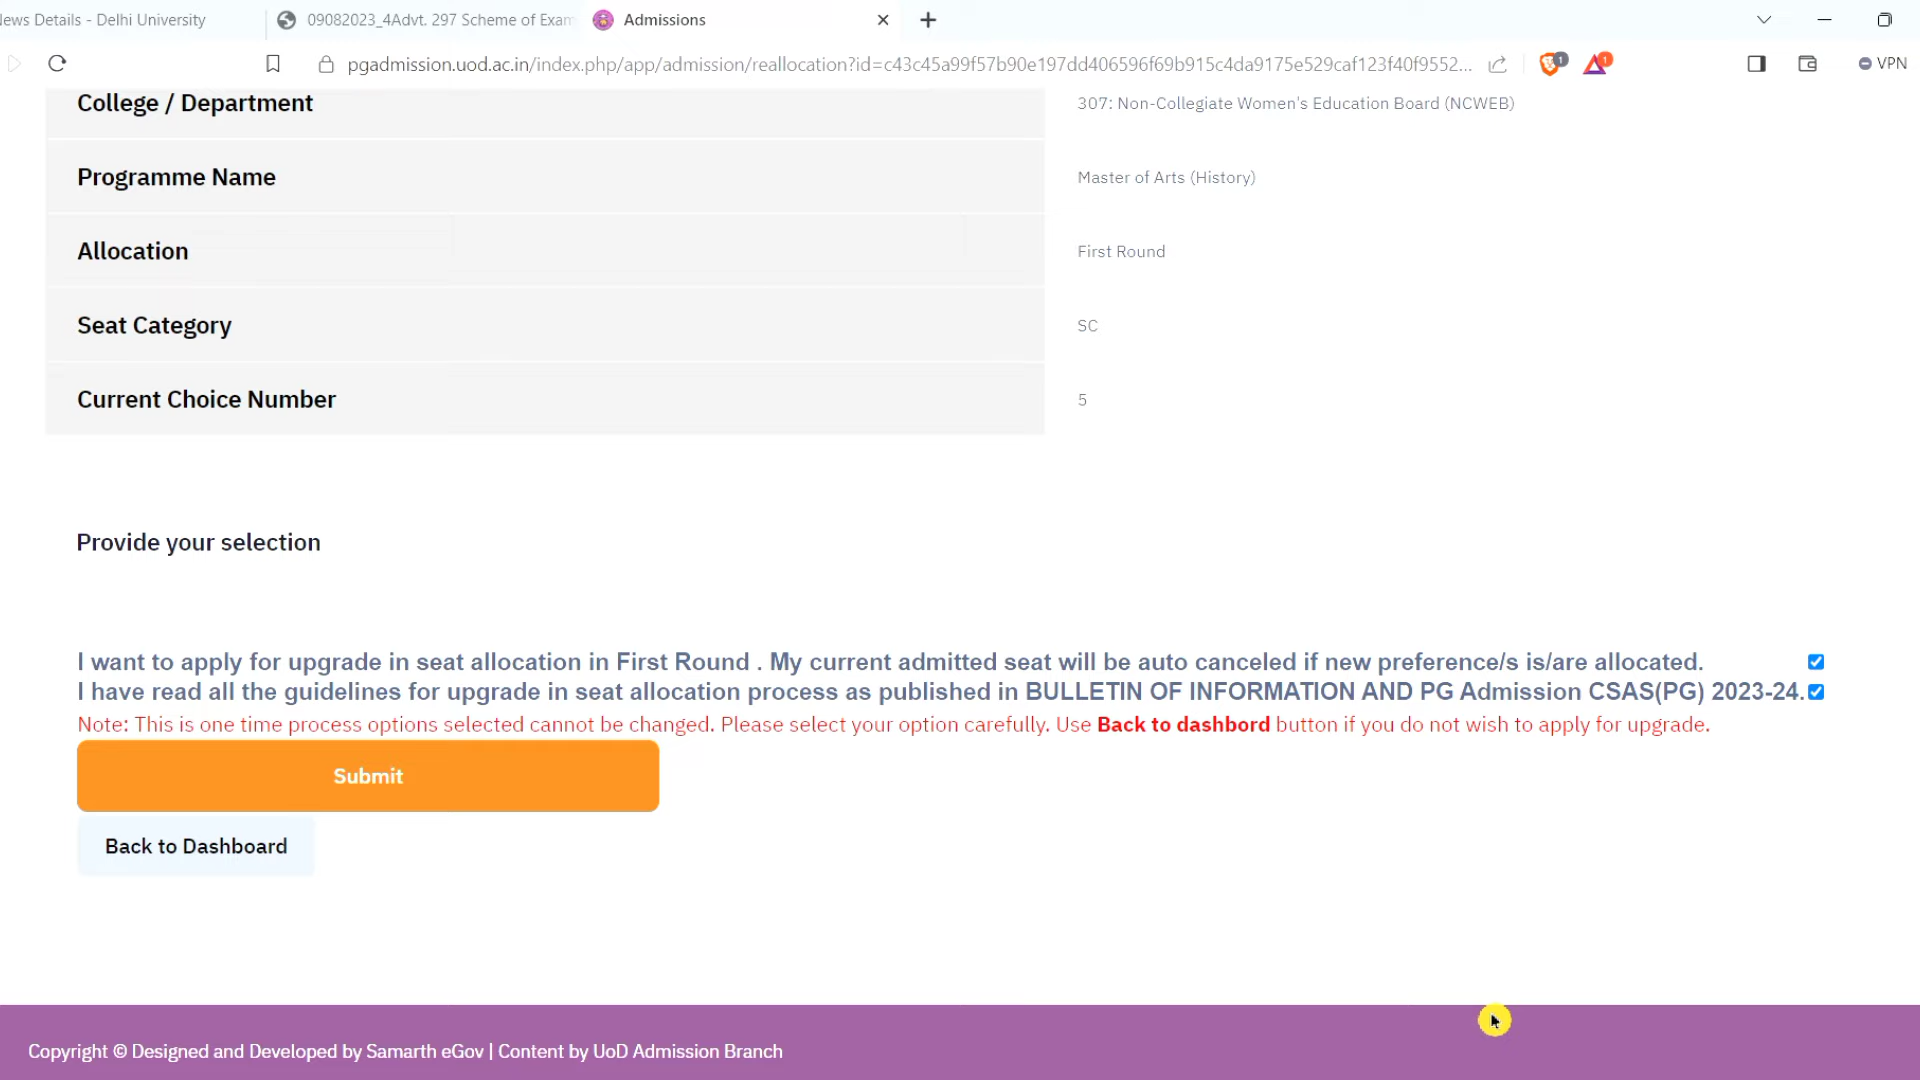 News Details - Delhi University
09082023_4Advt. 297 Scheme of Exam
Admissions
pgadmission.uod.ac.in/index.php/app/admission/reallocation?id=c43c45a99f57b90e197dd406596f69b915c4da9175e529caf123f40f9552...
1
1
VPN
College / Department
307: Non-Collegiate Women's Education Board (NCWEB)
Programme Name
Master of Arts (History)
Allocation
First Round
Seat Category
SC
Current Choice Number
5
Provide your selection
I want to apply for upgrade in seat allocation in First Round . My current admitted seat will be auto canceled if new preference/s is/are allocated.
I have read all the guidelines for upgrade in seat allocation process as published in BULLETIN OF INFORMATION AND PG Admission CSAS(PG) 2023-24.
Note: This is one time process options selected cannot be changed. Please select your option carefully. Use Back to dashbord button if you do not wish to apply for upgrade.
Submit
Back to Dashboard
Copyright © Designed and Developed by Samarth eGov | Content by UoD Admission Branch